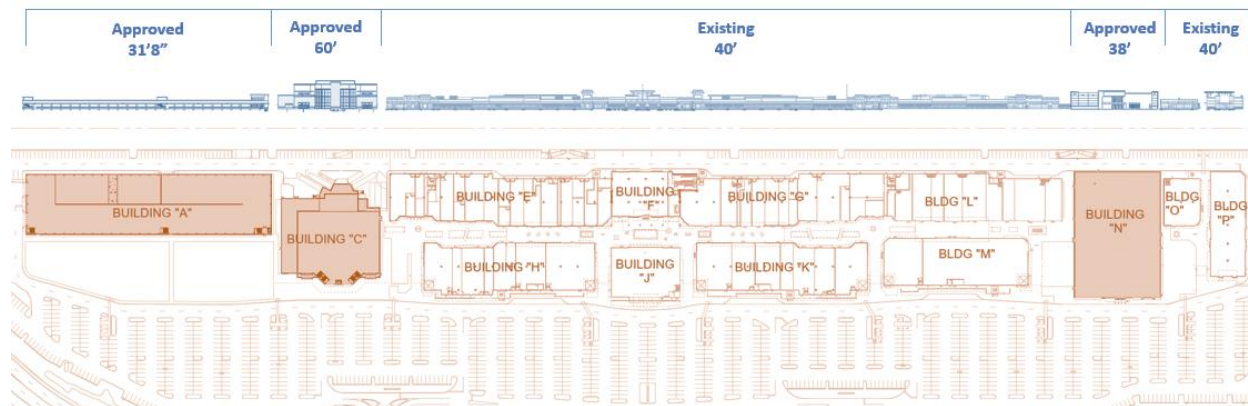 Approved
31'8"
Approved
60'
Existing
40'
Approved
38'
Existing
40'
BUILDING "A"
BUILDING "C"
BUILDING "E"
BUILDING
"F"
BUILDING "G"
BLDG "L"
BUILDING
"N"
BLDG
"O"
BLDG
"P"
BUILDING "H"
BUILDING
"J"
BUILDING "K"
BLDG "M"